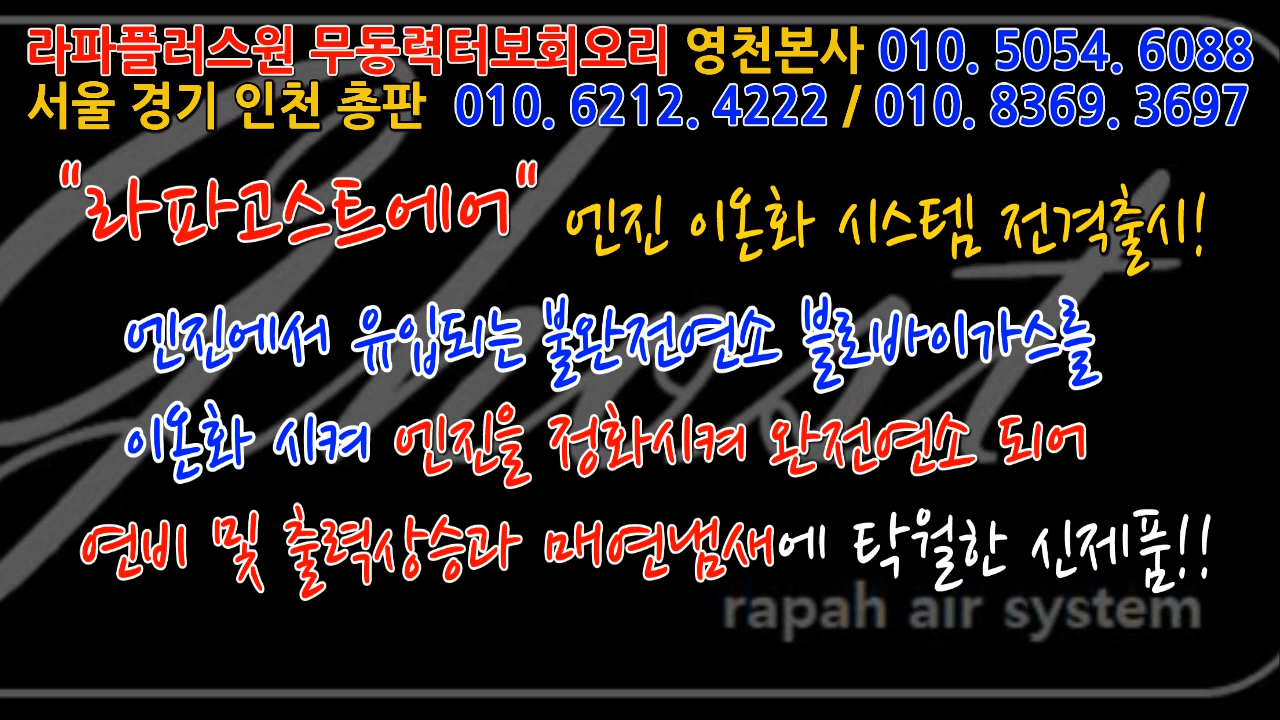 라파플러스원 무동력터보회오리 영천본사 010. 5054. 6088
서울 경기 인천 총판 010. 6212. 4222 / 010. 8369. 3697
"라파고스트에어" 엔진 이온화 시스템 전격출시!
엔진에서 유입되는 불완전연소 블로바이가스를
이온화 시켜 엔진을 정화시켜 완전연소 되어
연비 및 출력상승과 매연냄새에 탁월한 신제품!!
Ghost
rapah air system